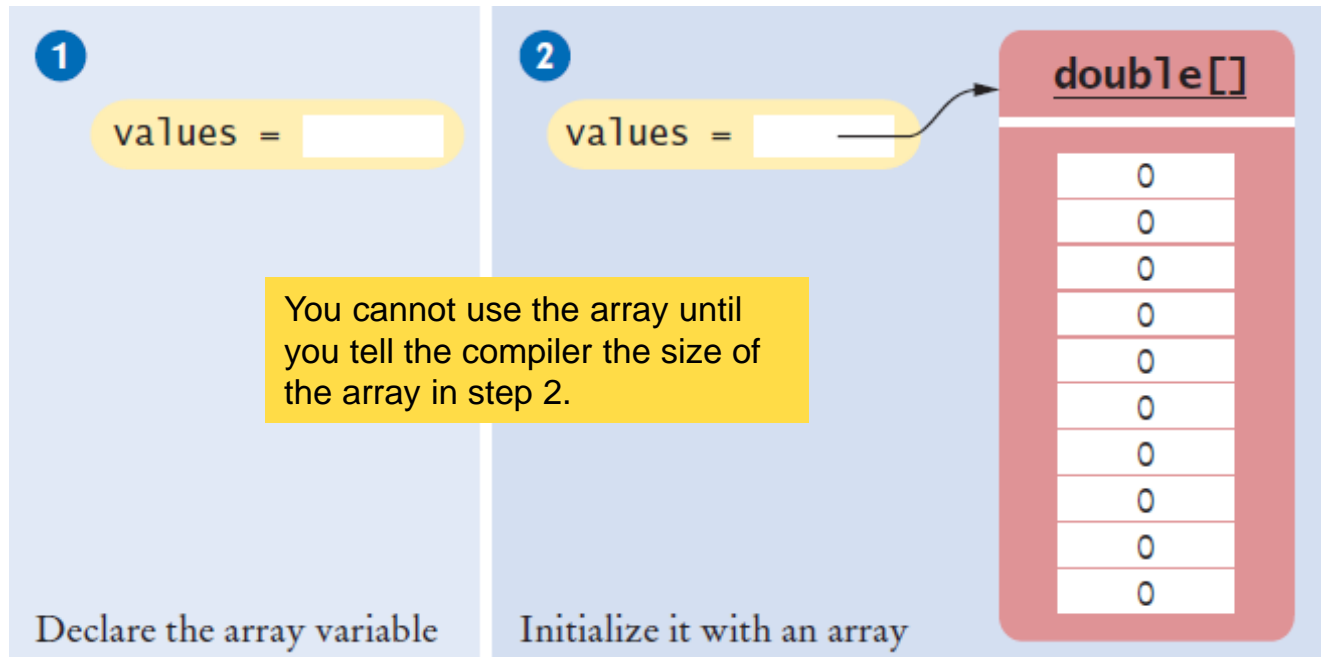 1
values =
Declare the array variable
2
values =
double[]
0
0
0
0
0
0
0
0
0
0
Initialize it with an array
You cannot use the array until
you tell the compiler the size of
the array in step 2.